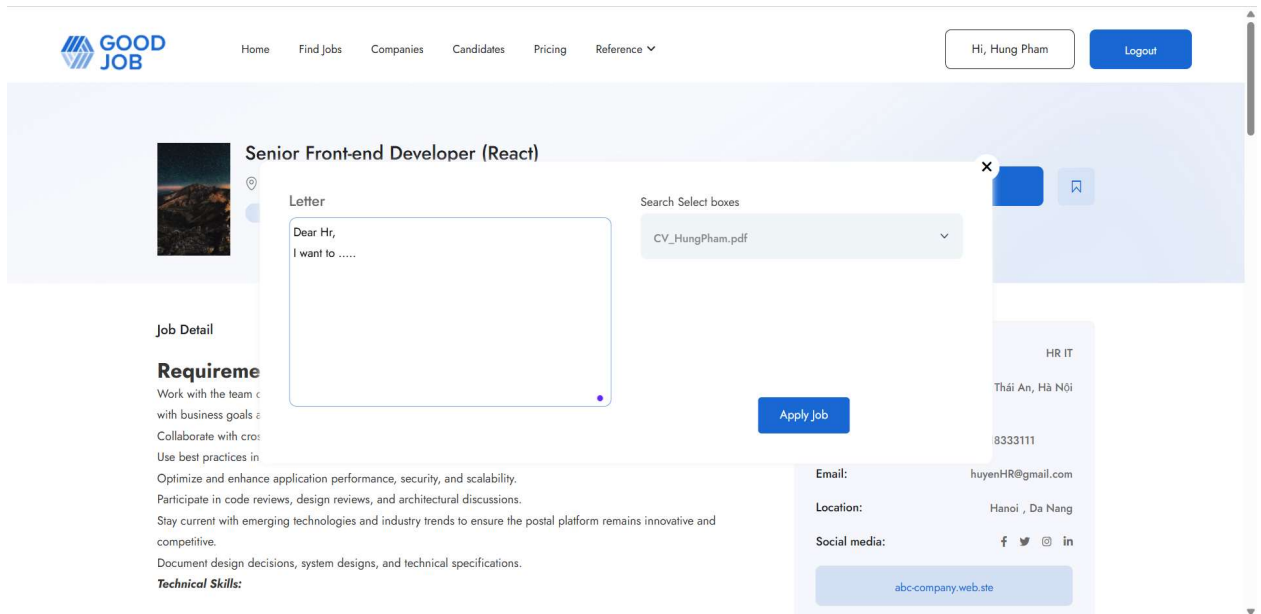 GOOD
JOB
Home Find Jobs Companies Candidates Pricing Reference
Hi, Hung Pham
Logout
Senior Front-end Developer (React)
Letter
Dear Hr,
I want to .....
Search Select boxes
CV_HungPham.pdf
Apply Job
Job Detail
Requireme
Work with the team
with business goals
Collaborate with
Use best practices in
Optimize and enhance application performance, security, and scalability.
Participate in code reviews, design reviews, and architectural discussions.
Stay current with emerging technologies and industry trends to ensure the postal platform remains innovative and
competitive.
Document design decisions, system designs, and technical specifications.
Technical Skills:
HR IT
Thái An, Hà Nội
8333111
Email: huyenHR@gmail.com
Location: Hanoi , Da Nang
Social media:
abc-company.web.ste